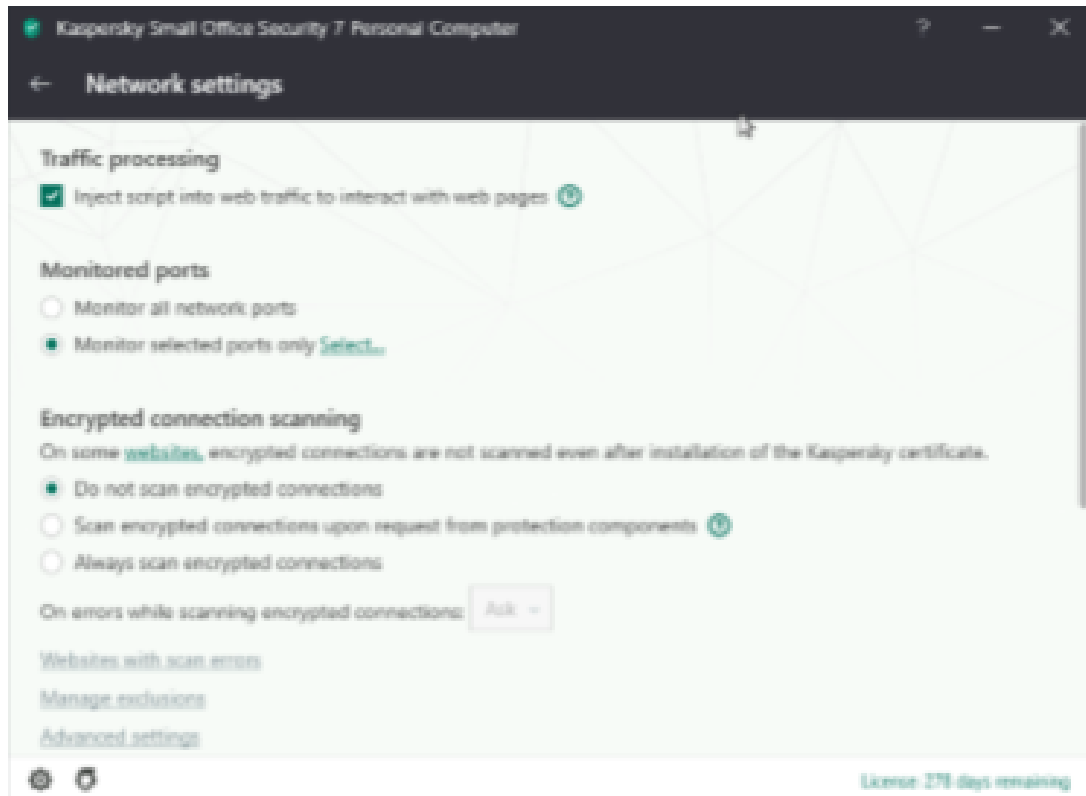 Kaspersky Small Office Security 7 Personal Computer
?
Network settings
Traffic processing
Inject script into web traffic to interact with web pages ?
Monitored ports
Monitor all network ports
Monitor selected ports only Select...
Encrypted connection scanning
On some websites, encrypted connections are not scanned even after installation of the Kaspersky certificate.
Do not scan encrypted connections
Scan encrypted connections upon request from protection components ?
Always scan encrypted connections
On errors while scanning encrypted connections: Ask
Websites with scan errors
Manage exclusions
Advanced settings
License: 278 days remaining